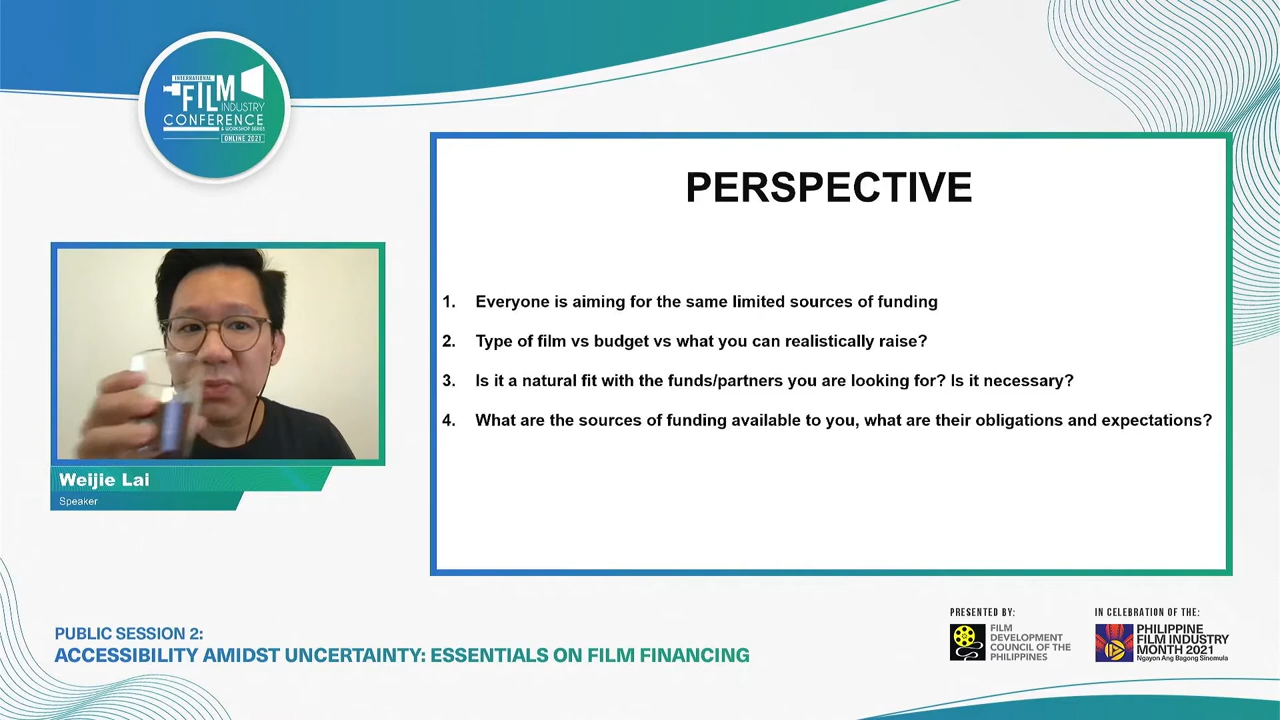 INTERNATIONAL
FILM
INDUSTRY
CONFERENCE
& WORKSHOP SERIES
ONLINE 2021
PERSPECTIVE
1. Everyone is aiming for the same limited sources of funding
2. Type of film vs budget vs what you can realistically raise?
3. Is it a natural fit with the funds/partners you are looking for? Is it necessary?
4. What are the sources of funding available to you, what are their obligations and expectations?
Weijie Lai
Speaker
PUBLIC SESSION 2:
ACCESSIBILITY AMIDST UNCERTAINTY: ESSENTIALS ON FILM FINANCING
PRESENTED BY:
FILM
DEVELOPMENT
COUNCIL OF THE
PHILIPPINES
IN CELEBRATION OF THE:
PHILIPPINE
FILM INDUSTRY
MONTH 2021
Ngayon Ang Bagong Sinemula